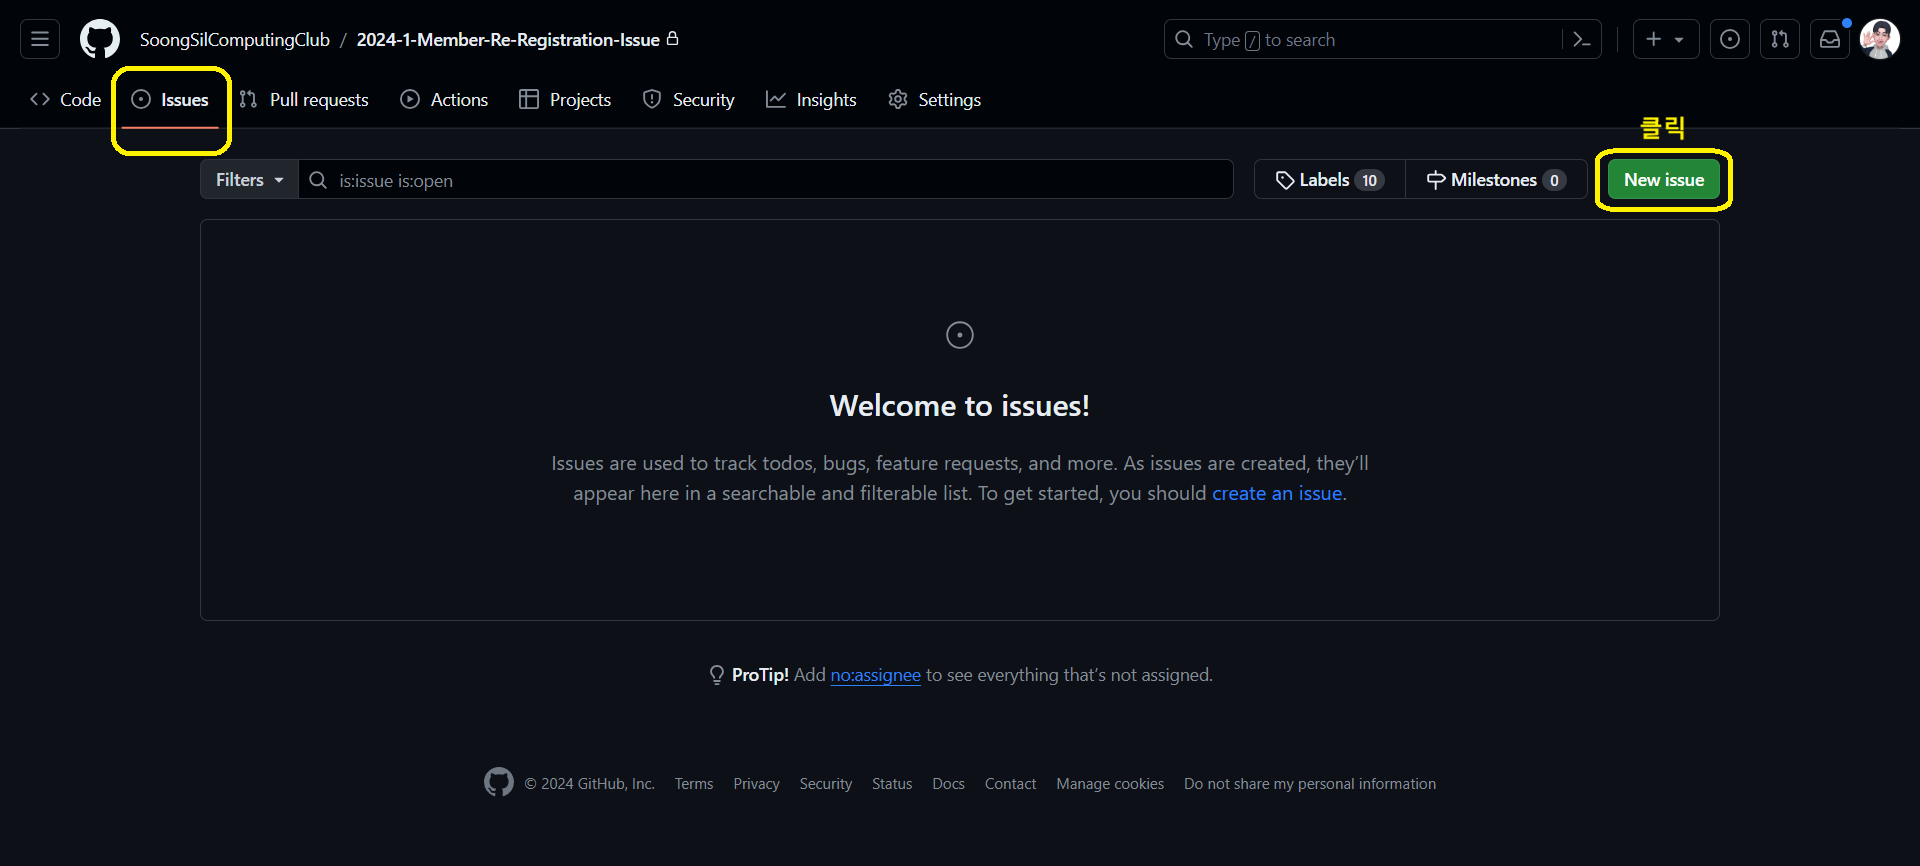 SoongSilComputingClub / 2024-1-Member-Re-Registration-Issue
Type / to search
Code
Issues
Pull requests
Actions
Projects
Security
Insights
Settings
클릭
Filters
is:issue is:open
Labels 10
Milestones 0
New issue
Welcome to issues!
Issues are used to track todos, bugs, feature requests, and more. As issues are created, they’ll
appear here in a searchable and filterable list. To get started, you should create an issue.
ProTip! Add no:assignee to see everything that’s not assigned.
© 2024 GitHub, Inc. Terms Privacy Security Status Docs Contact Manage cookies Do not share my personal information